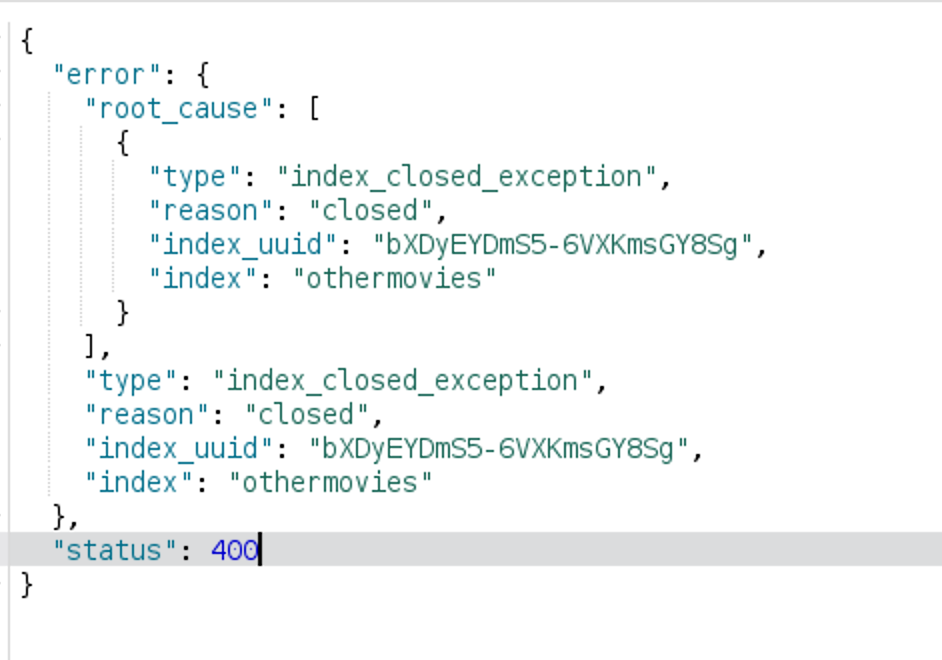 {
"error": {
"root_cause": [
{
"type": "index_closed_exception",
"reason": "closed",
"index_uuid": "bXDyEYDmS5-6VXKmsGY8Sg",
"index": "othermovies"
}
],
"type": "index_closed_exception",
"reason": "closed",
"index_uuid": "bXDyEYDmS5-6VXKmsGY8Sg",
"index": "othermovies"
},
"status": 400
}